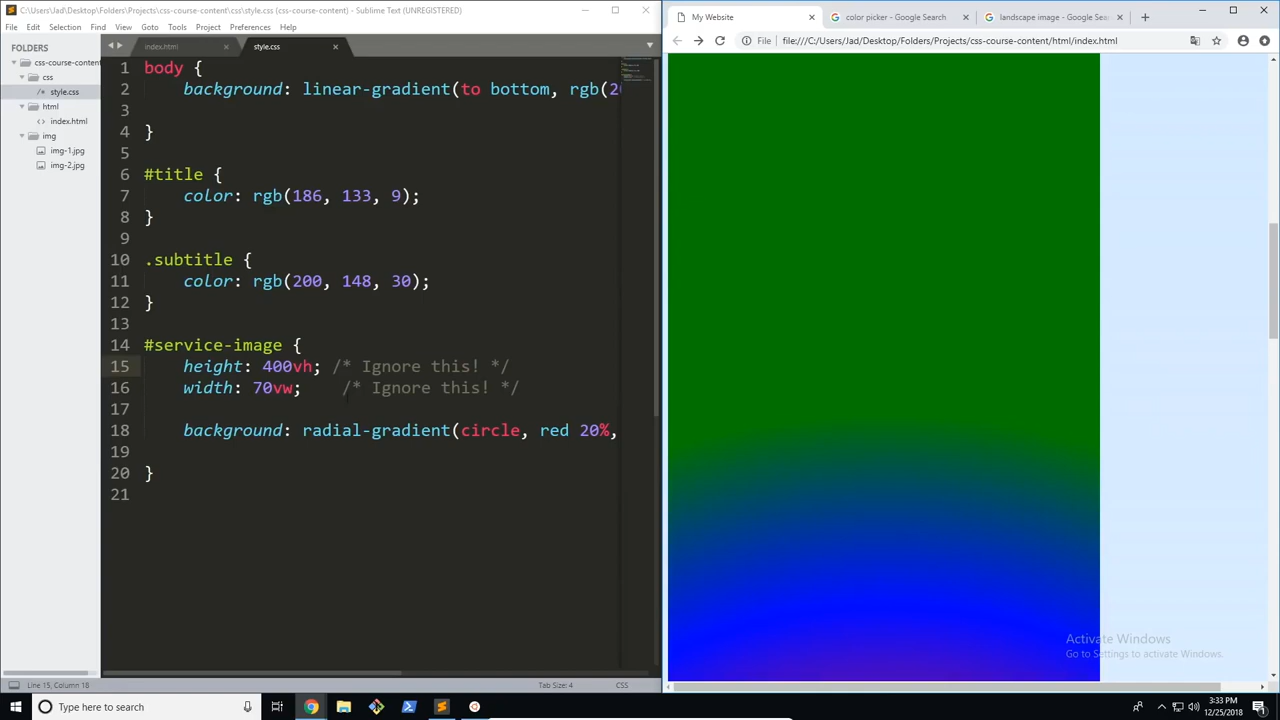 C:\Users\Jad\Desktop\Folders\Projects\css-course-content\css\style.css (css-course-content) - Sublime Text (UNREGISTERED)
File Edit Selection Find View Goto Tools Project Preferences Help
FOLDERS
css-course-content
css
/* style.css
html
<> index.html
img
img-1.jpg
img-2.jpg
index.html × style.css ×
1 body {
2 background: linear-gradient(to bottom, rgb(20
3
4 }
5
6 #title {
7 color: rgb(186, 133, 9);
8 }
9
10 .subtitle {
11 color: rgb(200, 148, 30);
12 }
13
14 #service-image {
15 height: 400vh; /* Ignore this! */
16 width: 70vw; /* Ignore this! */
17
18 background: radial-gradient(circle, red 20%,
19
20 }
21
Line 15, Column 18 Tab Size: 4 CSS
My Website
color picker - Google Search
landscape image - Google Sea
File file:///C:/Users/Jad/Desktop/Folders/Projects/css-course-content/html/index.html
Activate Windows
Go to Settings to activate Windows.
Type here to search
3:33 PM
12/25/2018